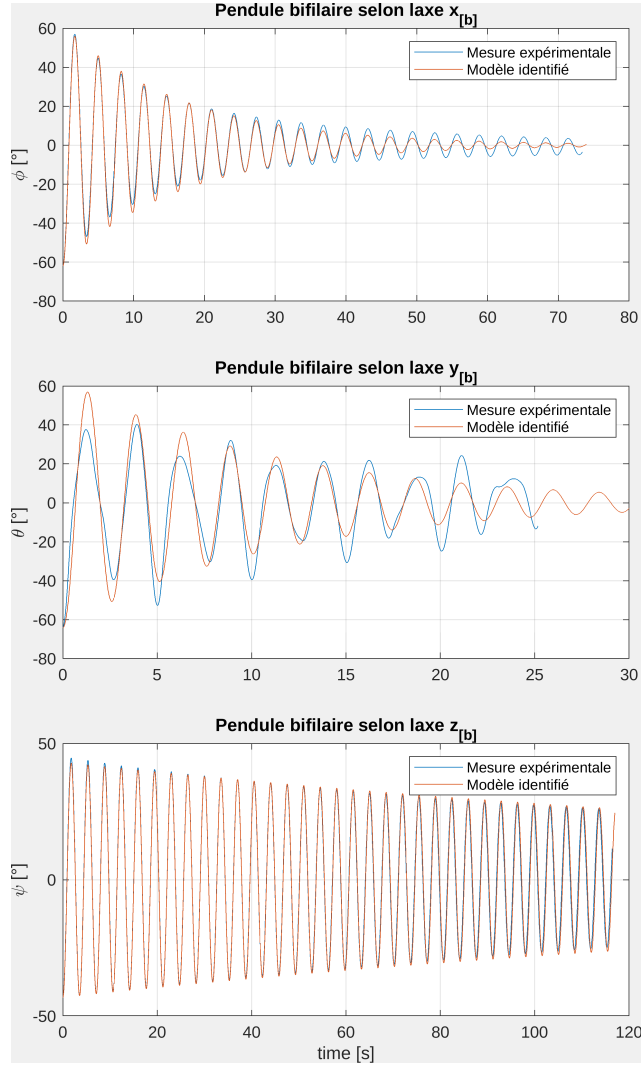 Pendule bifilaire selon laxe x[b]
60
40
20
0
-20
-40
-60
-80
ϕ [°]
Mesure expérimentale
Modèle identifié
0 10 20 30 40 50 60 70 80
Pendule bifilaire selon laxe y[b]
60
40
20
0
-20
-40
-60
-80
θ [°]
Mesure expérimentale
Modèle identifié
0 5 10 15 20 25 30
Pendule bifilaire selon laxe z[b]
50
0
-50
ψ [°]
Mesure expérimentale
Modèle identifié
0 20 40 60 80 100 120
time [s]